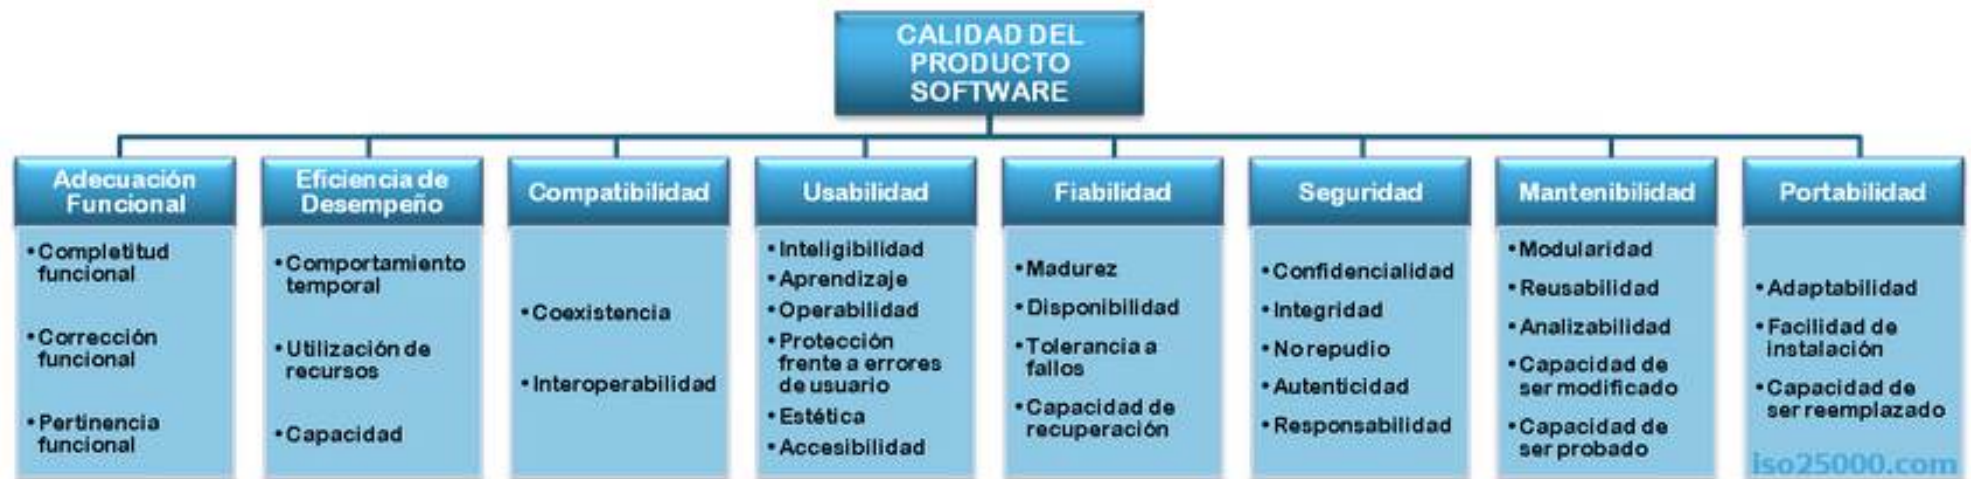 CALIDAD DEL
PRODUCTO
SOFTWARE
Adecuación
Funcional
• Completitud
funcional
• Corrección
funcional
• Pertinencia
funcional
Eficiencia de
Desempeño
• Comportamiento
temporal
• Utilización de
recursos
• Capacidad
Compatibilidad
• Coexistencia
• Interoperabilidad
Usabilidad
• Inteligibilidad
• Aprendizaje
• Operabilidad
• Protección
frente a errores
de usuario
• Estética
• Accesibilidad
Fiabilidad
• Madurez
• Disponibilidad
• Tolerancia a
fallos
• Capacidad de
recuperación
Seguridad
• Confidencialidad
• Integridad
• No repudio
• Autenticidad
• Responsabilidad
Mantenibilidad
• Modularidad
• Reusabilidad
• Analizabilidad
• Capacidad de
ser modificado
• Capacidad de
ser probado
Portabilidad
• Adaptabilidad
• Facilidad de
instalación
• Capacidad de
ser reemplazado
iso25000.com